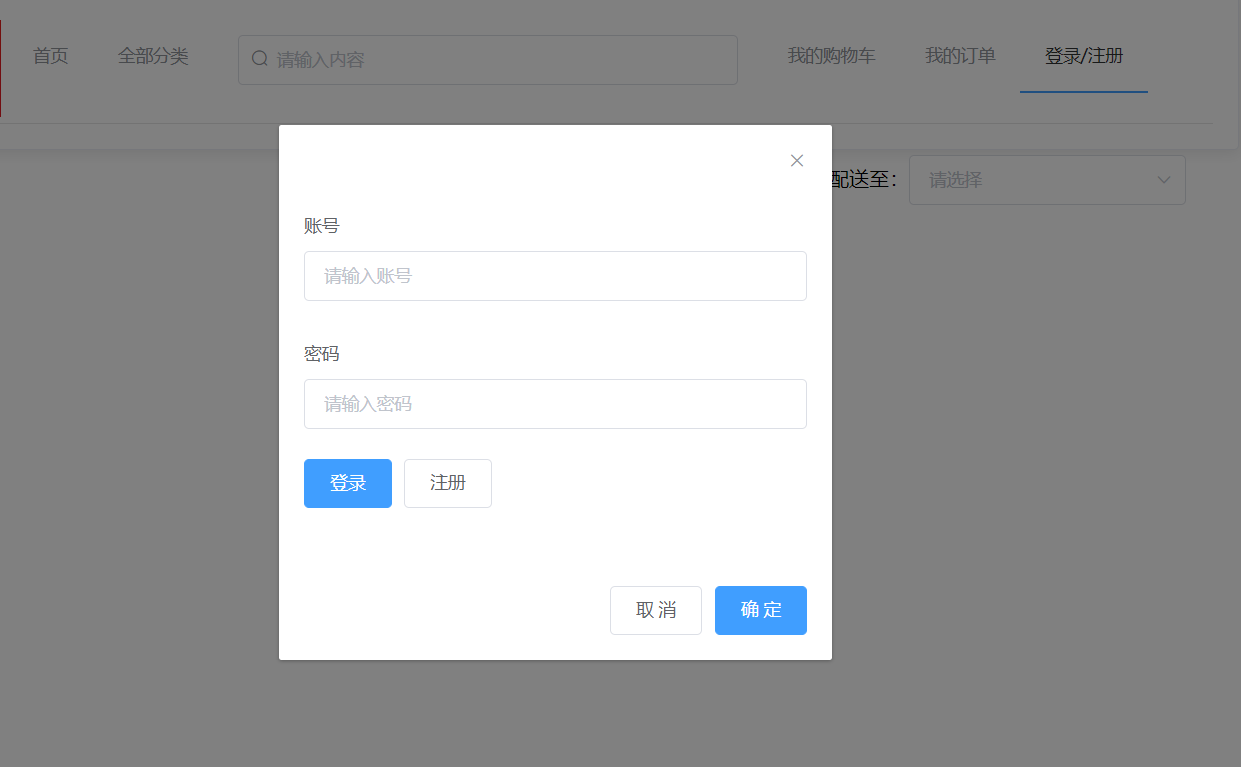 首页 全部分类 请输入内容 我的购物车 我的订单 登录/注册
配送至： 请选择
账号
请输入账号
密码
请输入密码
登录 注册
取 消 确 定